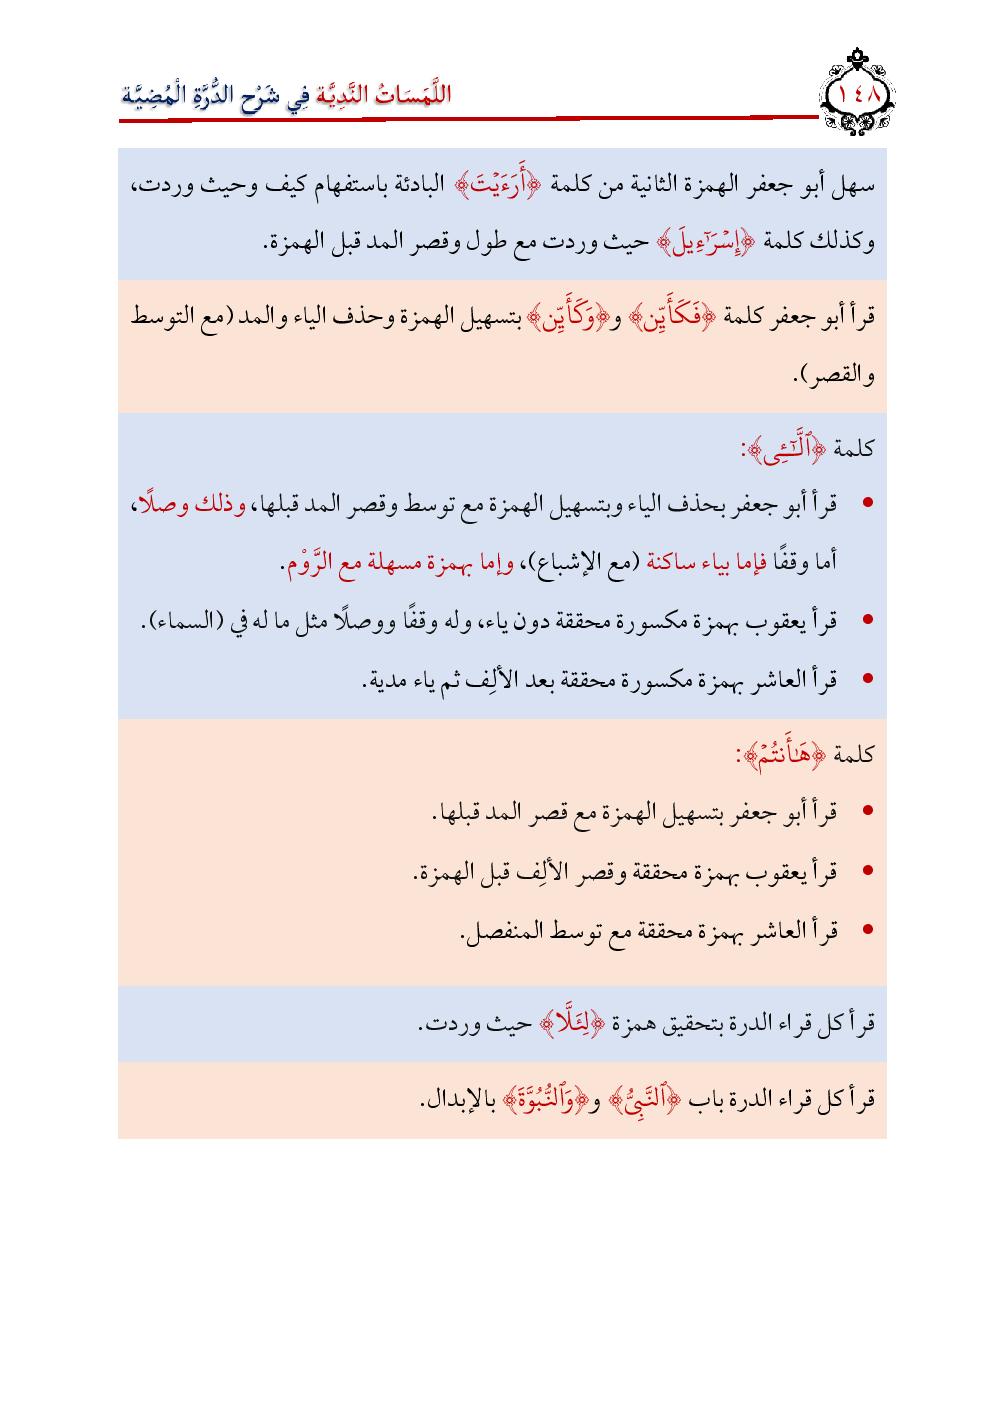 ١٤٨
اللَّمَسَاتُ النَّدِيَّة فِي شَرْح الدُّرَّةِ الْمُضِيَّة
سهل أبو جعفر الهمزة الثانية من كلمة ﴿أَرَءَيۡتَ﴾ البادئة باستفهام كيف وحيث وردت،
وكذلك كلمة ﴿إِسۡرَـٰٓءِيلَ﴾ حيث وردت مع طول وقصر المد قبل الهمزة.
قرأ أبو جعفر كلمة ﴿فَكَأَيِّن﴾ و﴿وَكَأَيِّن﴾ بتسهيل الهمزة وحذف الياء والمد (مع التوسط
والقصر).
كلمة ﴿ٱلَّـٰٓـِٔى﴾:
• قرأ أبو جعفر بحذف الياء وبتسهيل الهمزة مع توسط وقصر المد قبلها، وذلك وصلًا،
أما وقفًا فإما بياء ساكنة (مع الإشباع)، وإما بهمزة مسهلة مع الرَّوْم.
• قرأ يعقوب بهمزة مكسورة محققة دون ياء، وله وقفًا ووصلًا مثل ما له في (السماء).
• قرأ العاشر بهمزة مكسورة محققة بعد الألِف ثم ياء مدية.
كلمة ﴿هَـٰٓأَنتُمۡ﴾:
• قرأ أبو جعفر بتسهيل الهمزة مع قصر المد قبلها.
• قرأ يعقوب بهمزة محققة وقصر الألِف قبل الهمزة.
• قرأ العاشر بهمزة محققة مع توسط المنفصل.
قرأ كل قراء الدرة بتحقيق همزة ﴿لِئَلَّا﴾ حيث وردت.
قرأ كل قراء الدرة باب ﴿ٱلنَّبِيُّ﴾ و﴿وَٱلنُّبُوَّةَ﴾ بالإبدال.